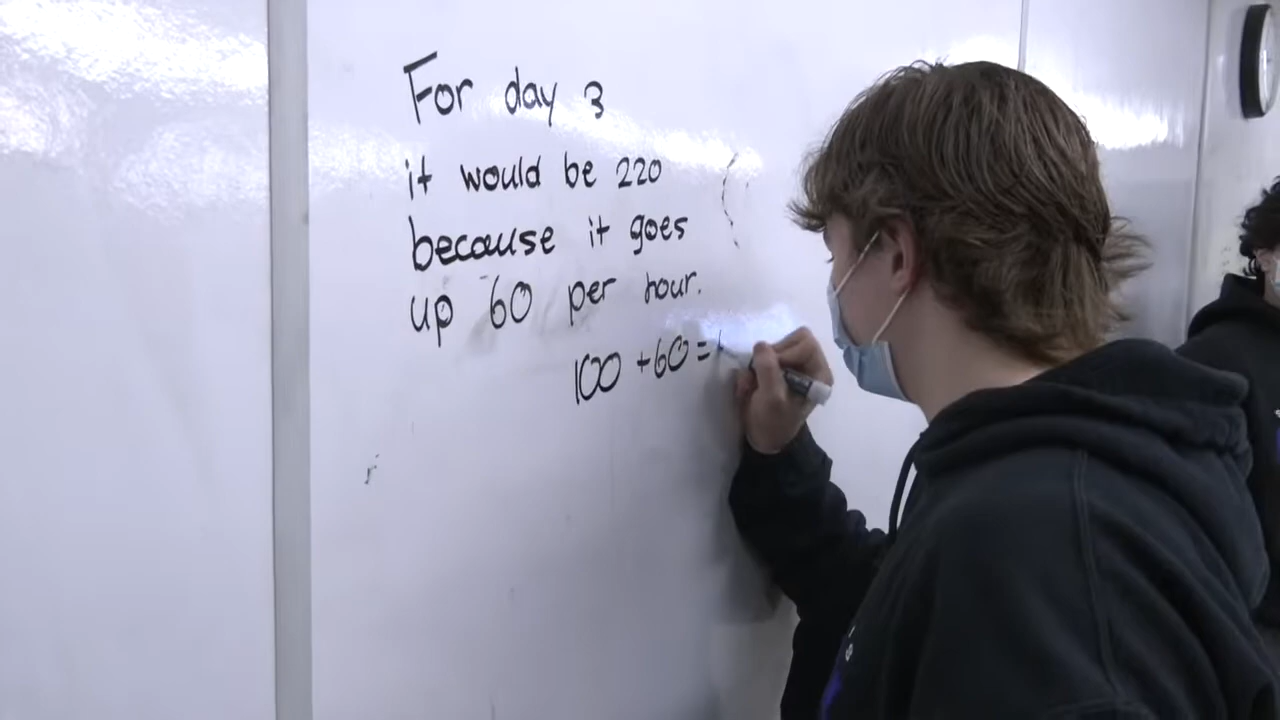 For day 3
it would be 220
because it goes
up 60 per hour.
100 +60 =